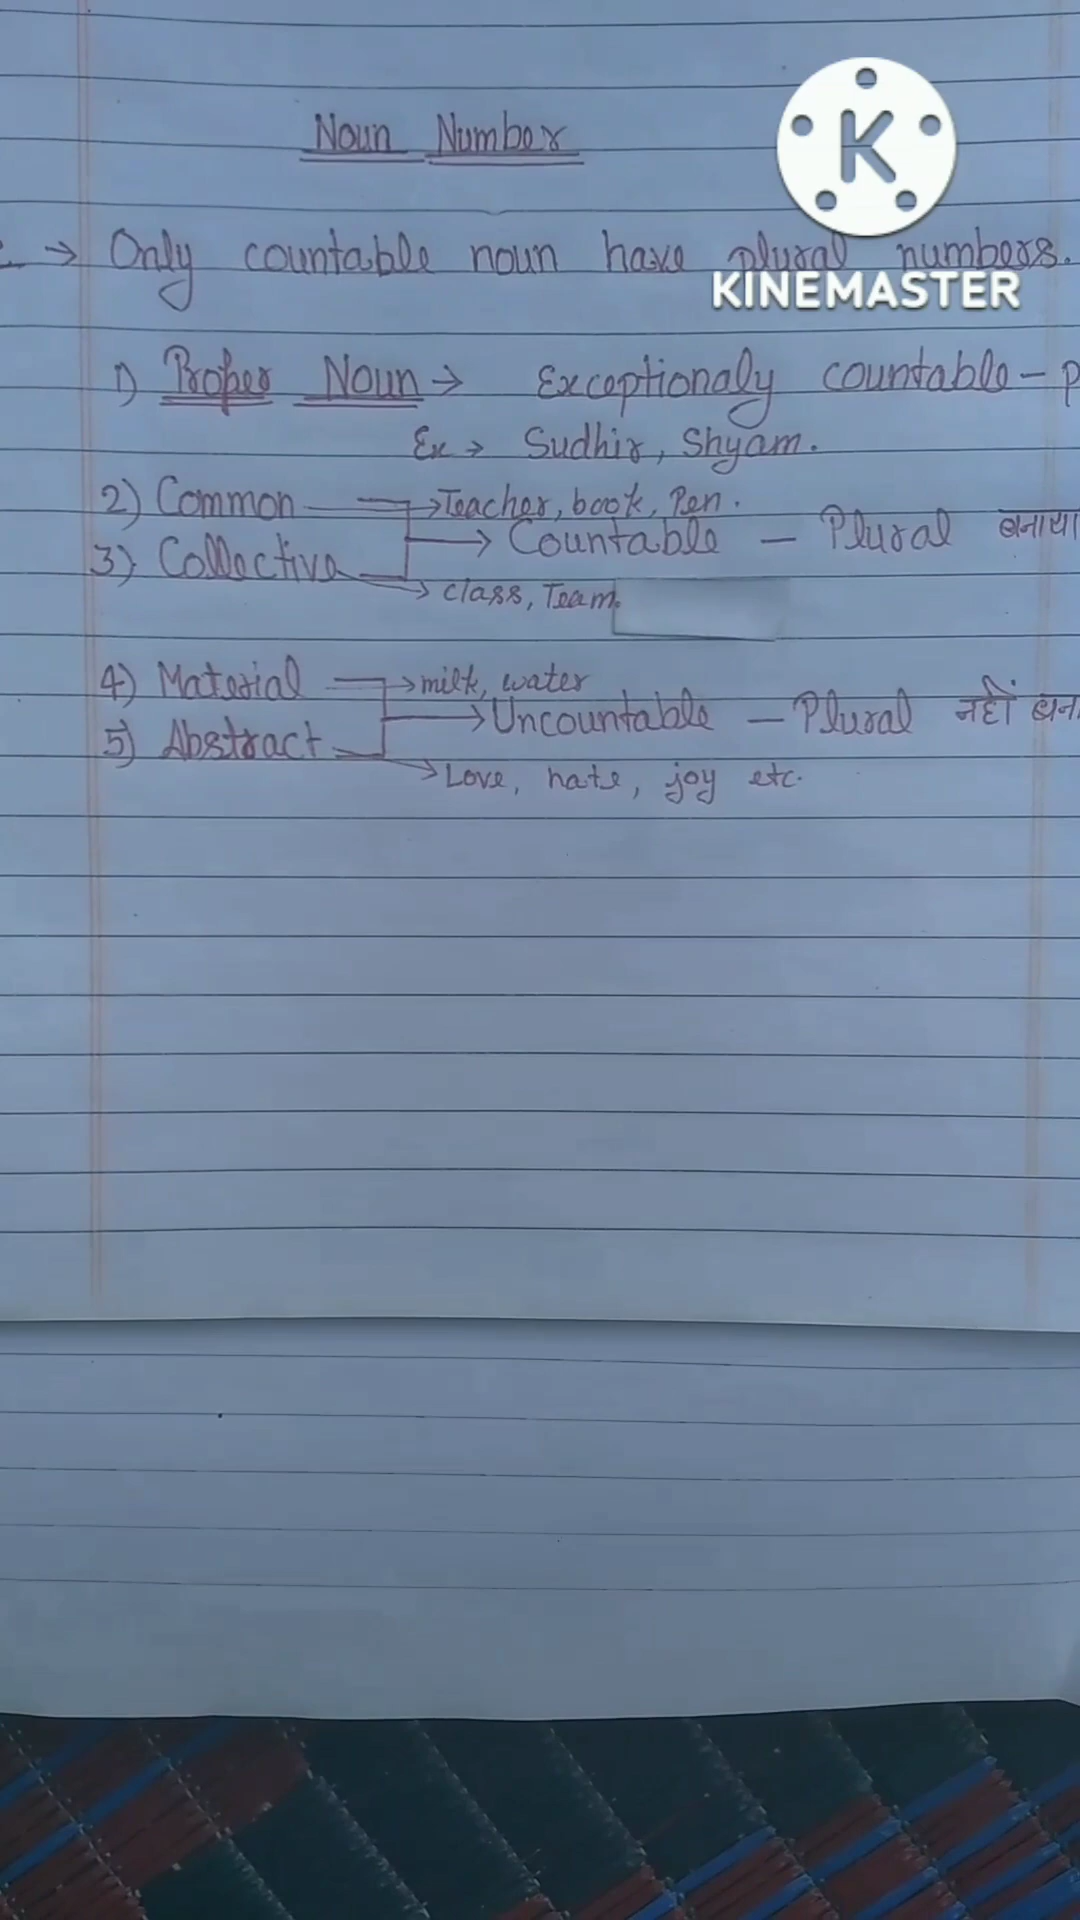 Noun Number
→ Only countable noun have plural numbers.
KINEMASTER
1) Proper Noun → Exceptionaly countable -
Ex → Sudhir, Shyam.
2) Common → Teacher, book, Pen.
→ Countable - Plural बनाया
3) Collective → class, Team.
4) Material → milk, water
→ Uncountable - Plural नहीं
5) Abstract → Love, hate, joy etc.